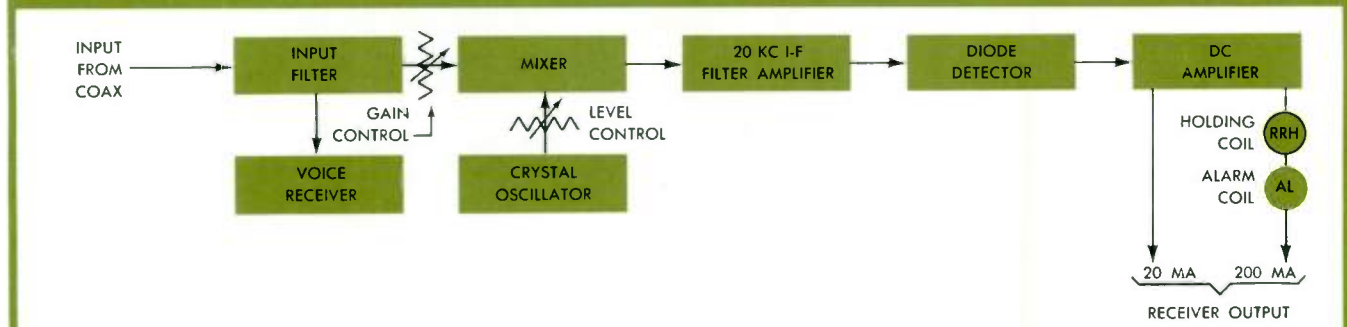 INPUT
FROM
COAX
INPUT
FILTER
GAIN
CONTROL
VOICE
RECEIVER
MIXER
LEVEL
CONTROL
CRYSTAL
OSCILLATOR
20 KC I-F
FILTER AMPLIFIER
DIODE
DETECTOR
DC
AMPLIFIER
HOLDING
COIL
RRH
ALARM
COIL
AL
20 MA 200 MA
RECEIVER OUTPUT